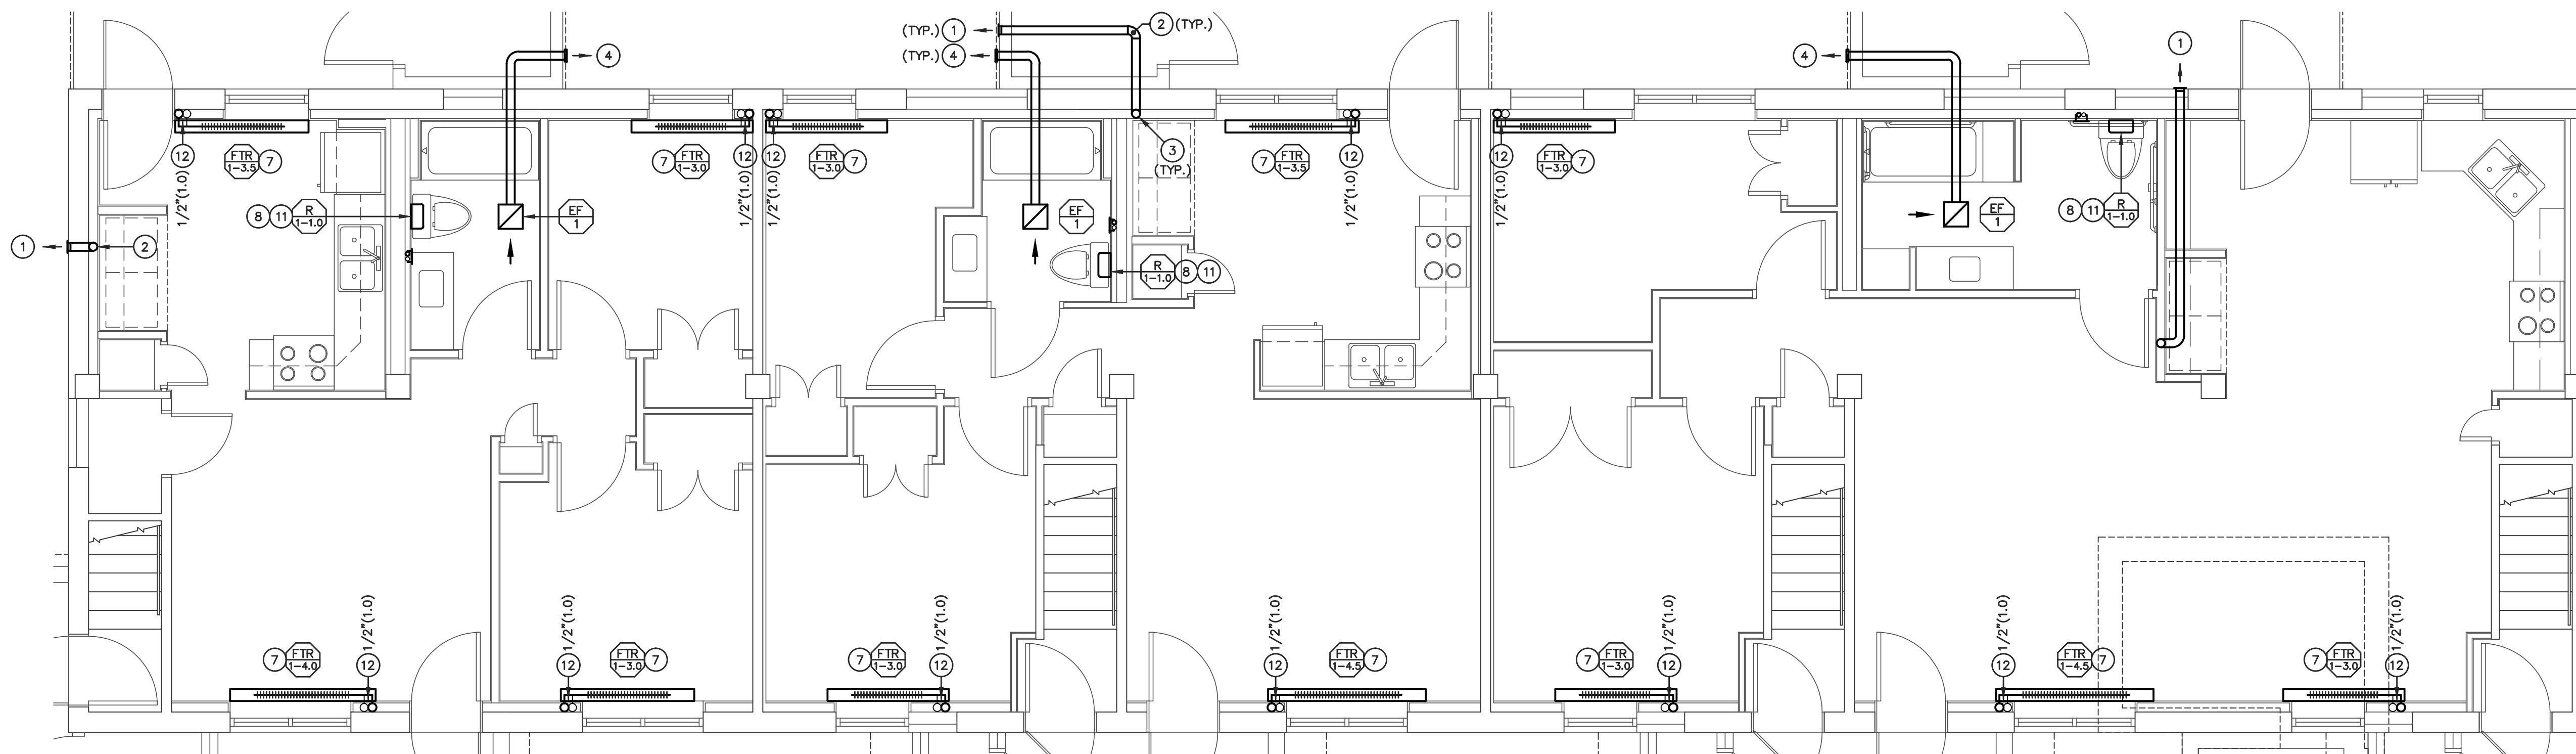 (TYP.) 1
2 (TYP.)
1
4
(TYP.) 4
4
12
FTR 7
1-3.5
7 FTR
1-3.0
12
12
FTR 7
1-3.0
3
(TYP.)
7 FTR
1-3.5
12
12
FTR 7
1-3.0
1/2"(1.0)
1/2"(1.0)
1/2"(1.0)
1/2"(1.0)
1/2"(1.0)
8 11 R
1-1.0
EF
1
EF
1
EF
1
8 11 R
1-1.0
1
2
R 8 11
1-1.0
1/2"(1.0)
1/2"(1.0)
1/2"(1.0)
1/2"(1.0)
1/2"(1.0)
1/2"(1.0)
1/2"(1.0)
7 FTR
1-4.0
12
12
FTR 7
1-3.0
7 FTR
1-3.0
12
12
FTR 7
1-4.5
7 FTR
1-3.0
12
12
FTR 7
1-4.5
7 FTR
1-3.0
12